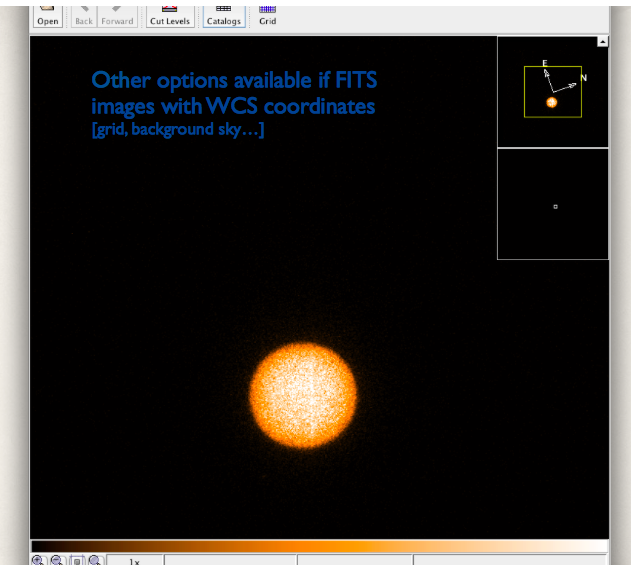 Open Back Forward Cut Levels Catalogs Grid
Other options available if FITS
images with WCS coordinates
[grid, background sky…]
E
N
1x